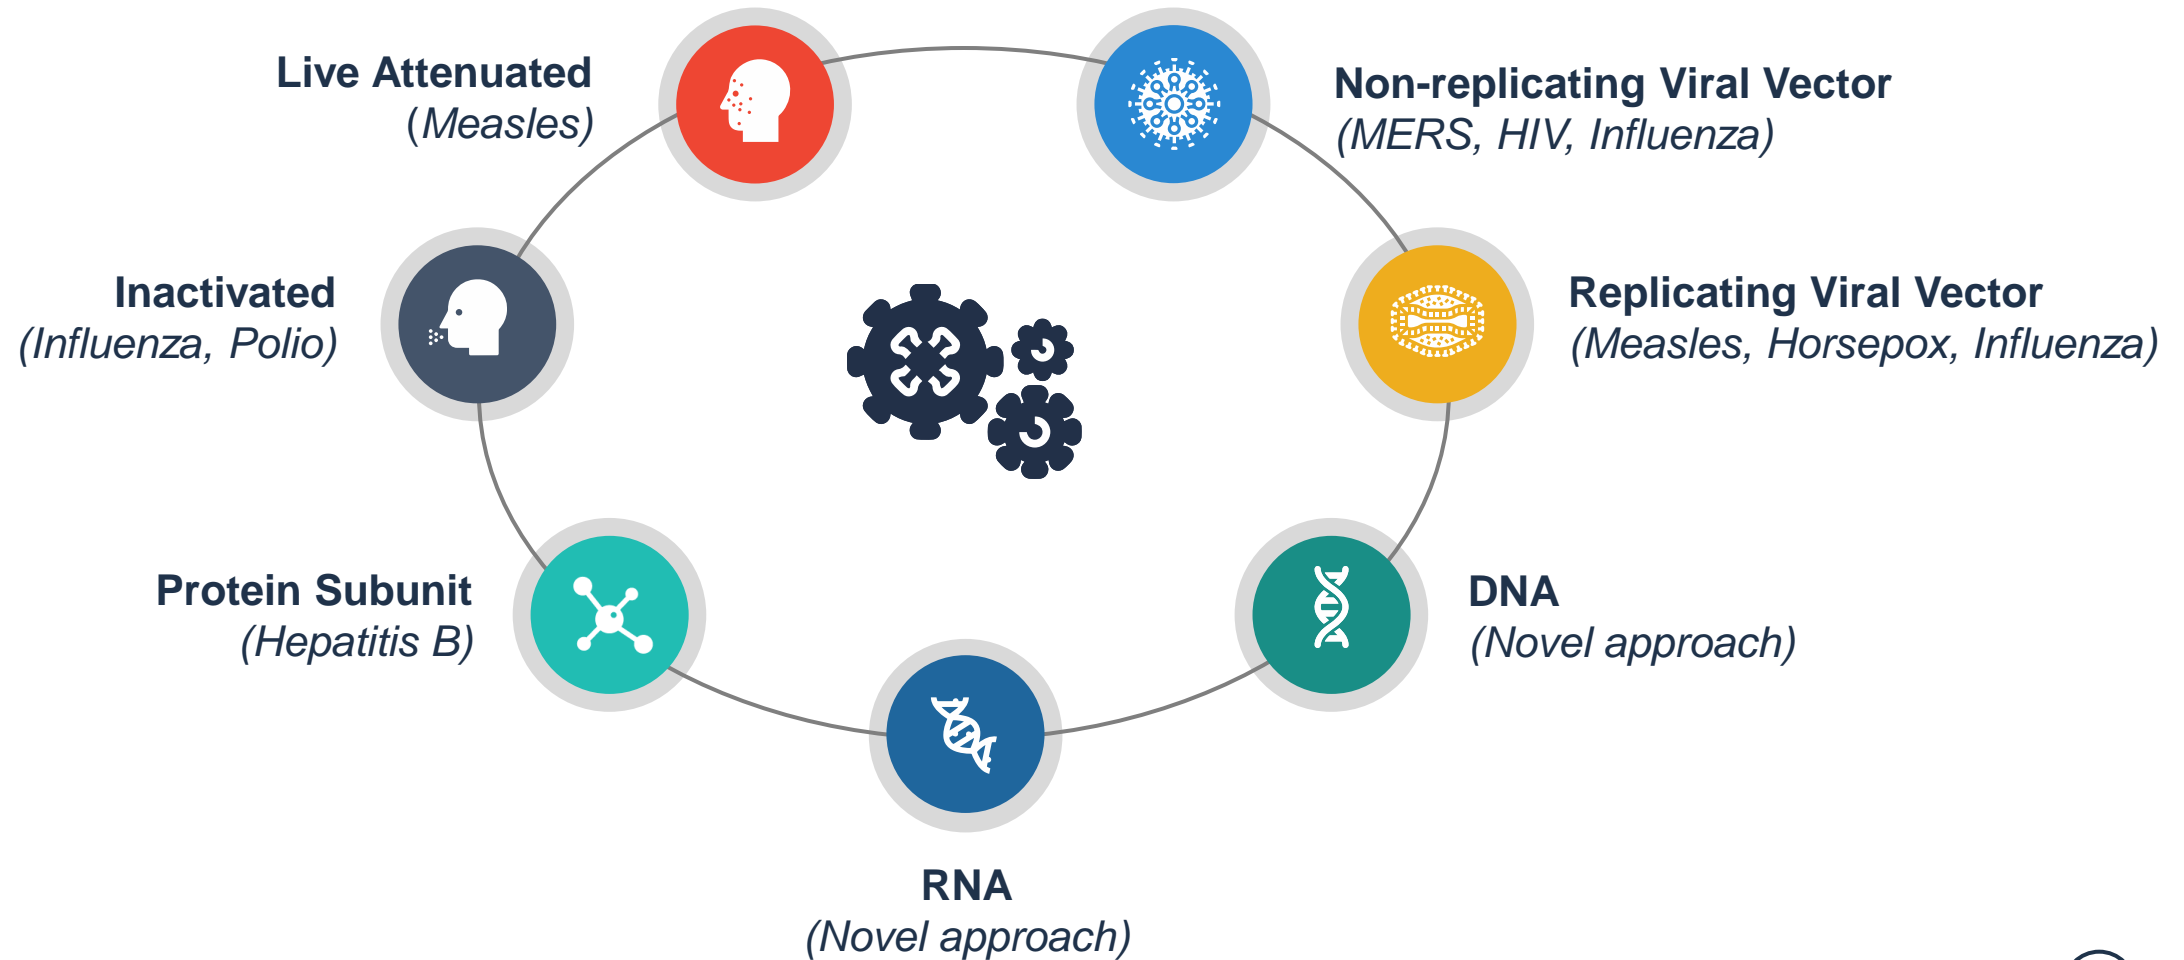 Live Attenuated
(Measles)
Non-replicating Viral Vector
(MERS, HIV, Influenza)
Inactivated
(Influenza, Polio)
Replicating Viral Vector
(Measles, Horsepox, Influenza)
Protein Subunit
(Hepatitis B)
DNA
(Novel approach)
RNA
(Novel approach)